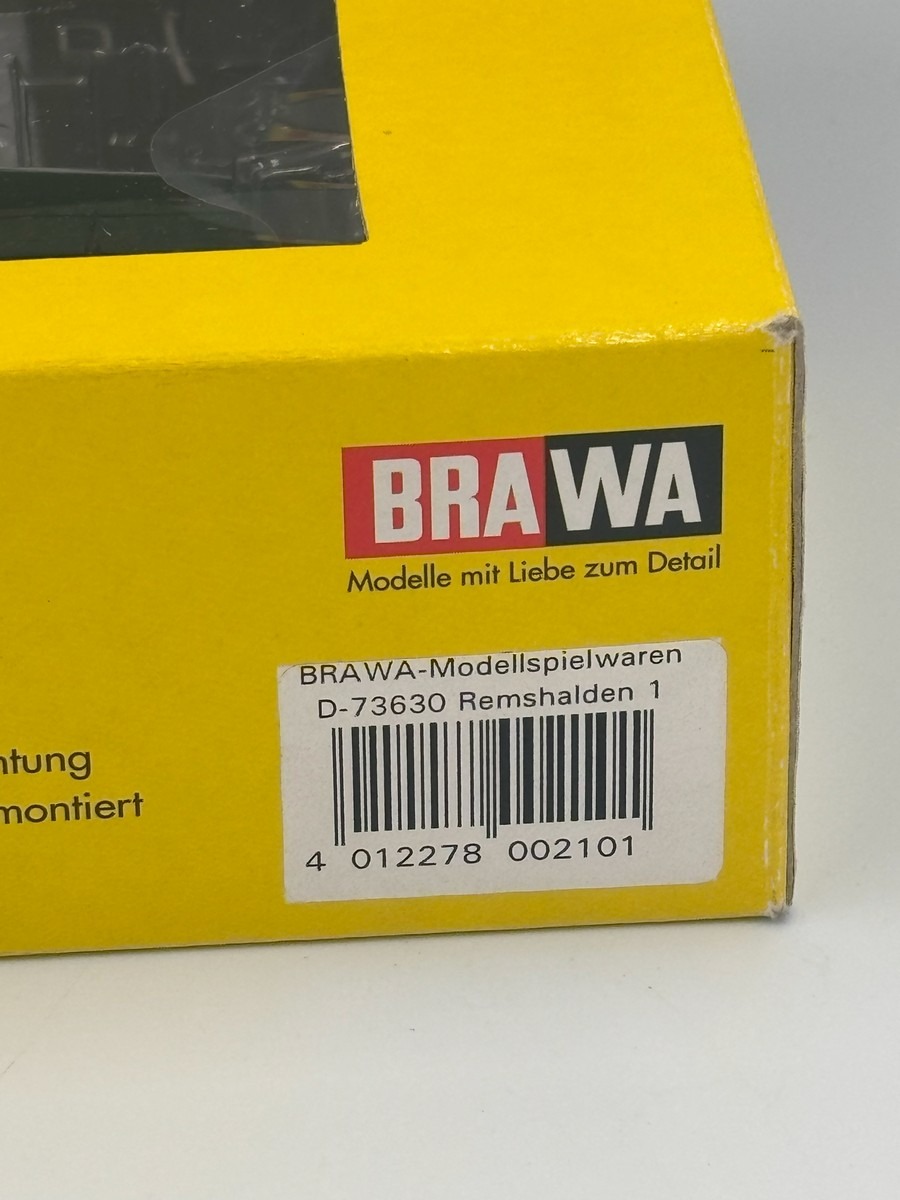 BRAWA
Modelle mit Liebe zum Detail
BRAWA-Modellspielwaren
D-73630 Remshalden 1
ntung
montiert
4 012278 002101